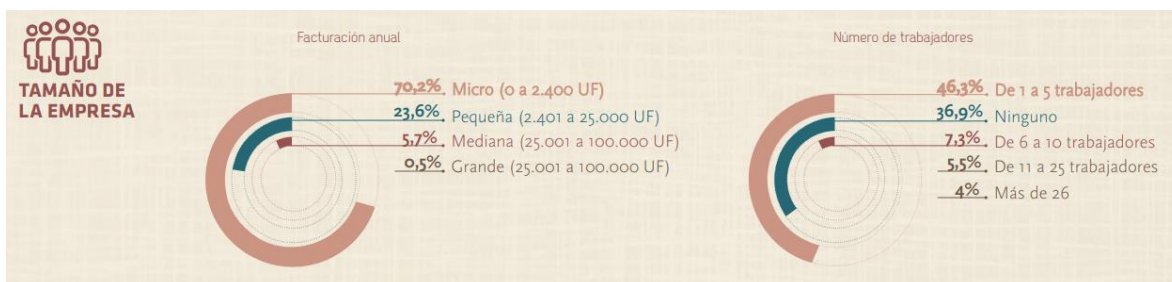 TAMAÑO DE
LA EMPRESA
Facturación anual
70,2% Micro (0 a 2.400 UF)
23,6% Pequeña (2.401 a 25.000 UF)
5,7% Mediana (25.001 a 100.000 UF)
0,5% Grande (25.001 a 100.000 UF)
Número de trabajadores
46,3% De 1 a 5 trabajadores
36,9% Ninguno
7,3% De 6 a 10 trabajadores
5,5% De 11 a 25 trabajadores
4% Más de 26